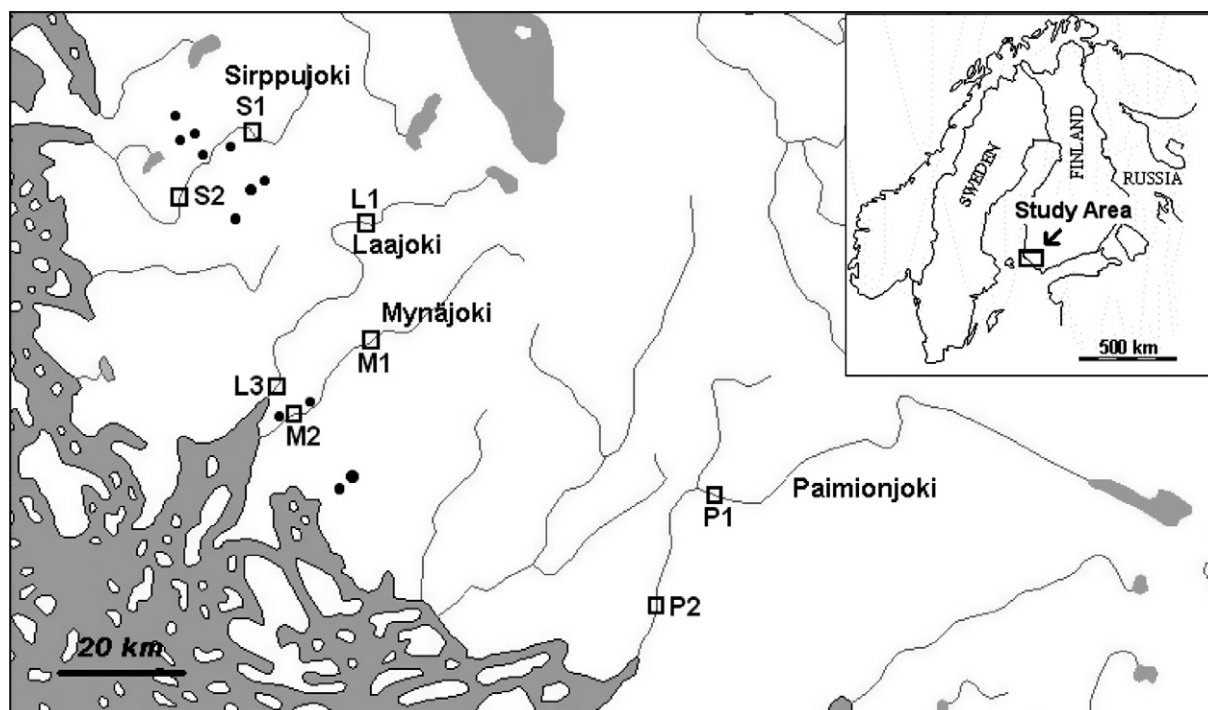 Sirppujoki
S1
S2
L1
Laajoki
Mynäjoki
M1
L3
M2
Paimionjoki
P1
P2
20 km
SWEDEN
FINLAND
RUSSIA
Study Area
500 km